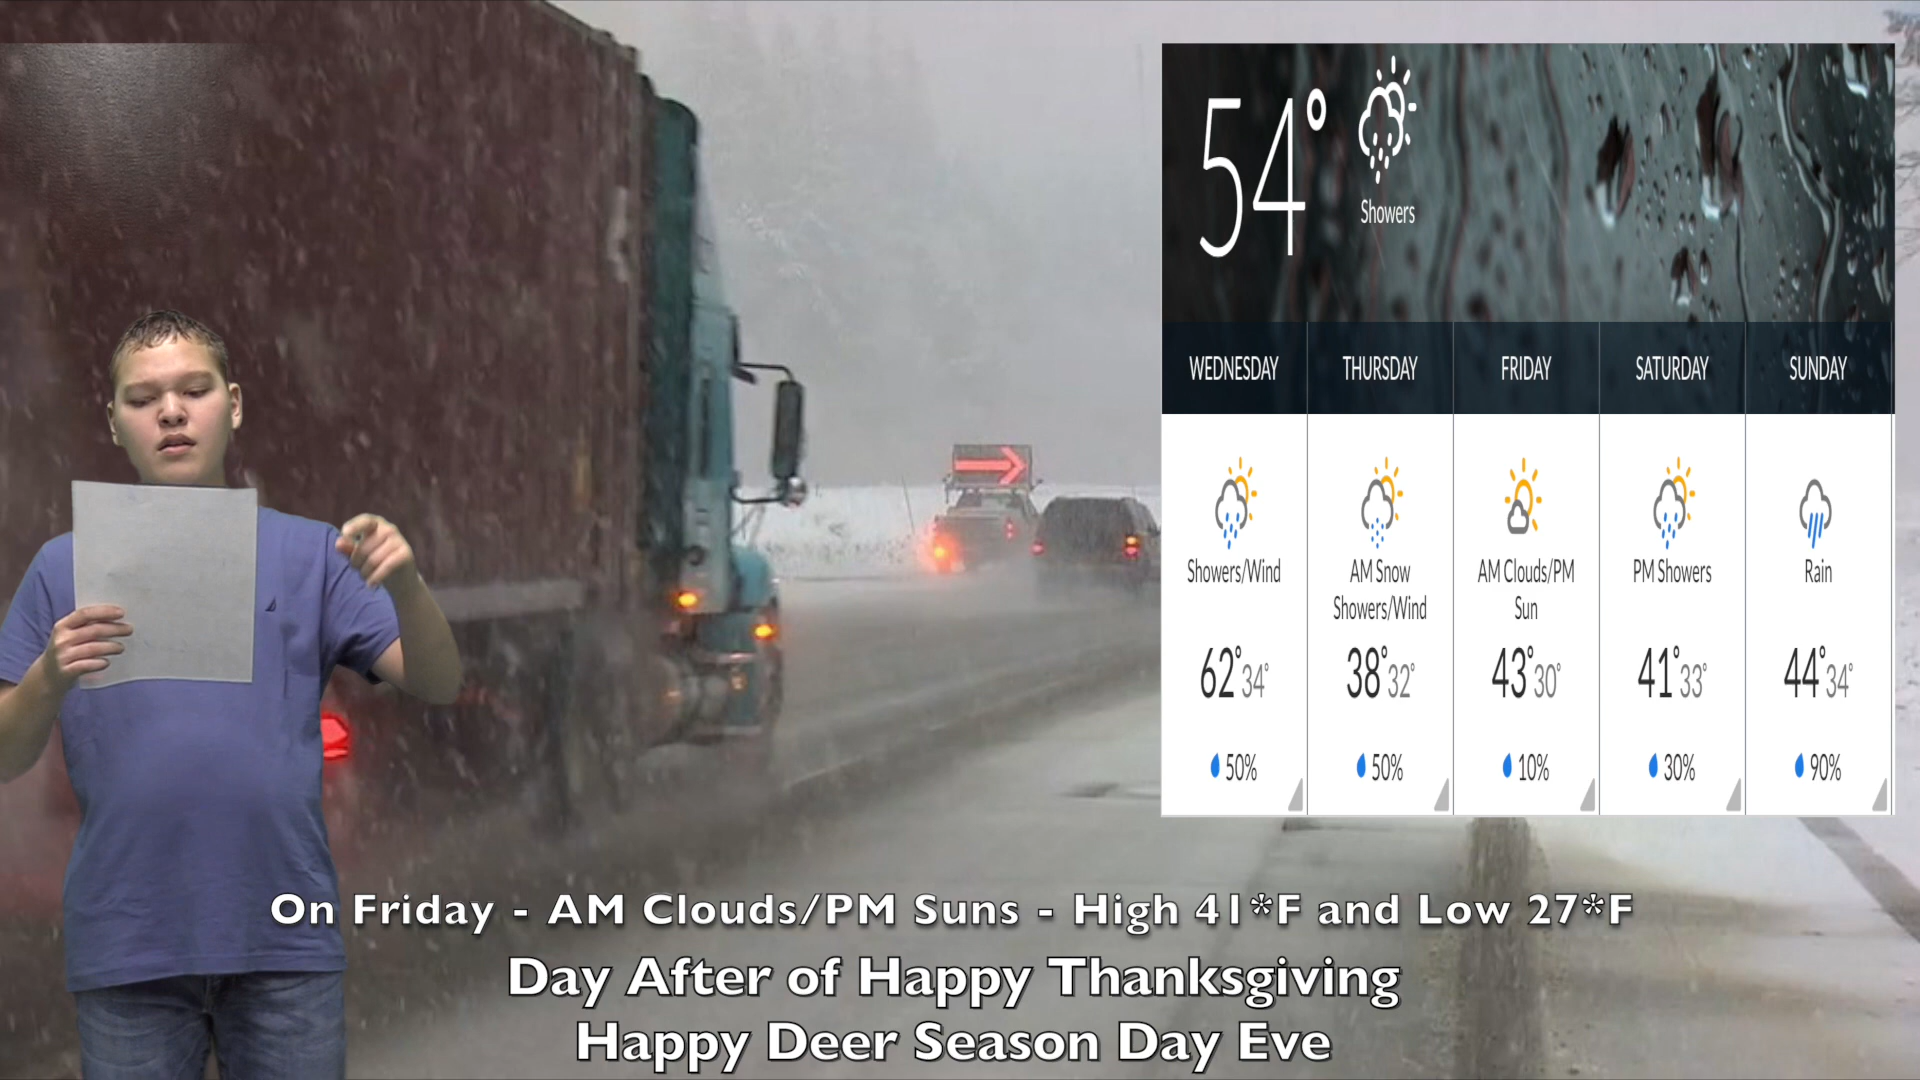 54°
Showers
WEDNESDAY THURSDAY FRIDAY SATURDAY SUNDAY
Showers/Wind
AM Snow
Showers/Wind
AM Clouds/PM
Sun
PM Showers
Rain
62° 34° 38° 32° 43° 30° 41° 33° 44° 34°
50% 50% 10% 30% 90%
On Friday - AM Clouds/PM Suns - High 41*F and Low 27*F
Day After of Happy Thanksgiving
Happy Deer Season Day Eve